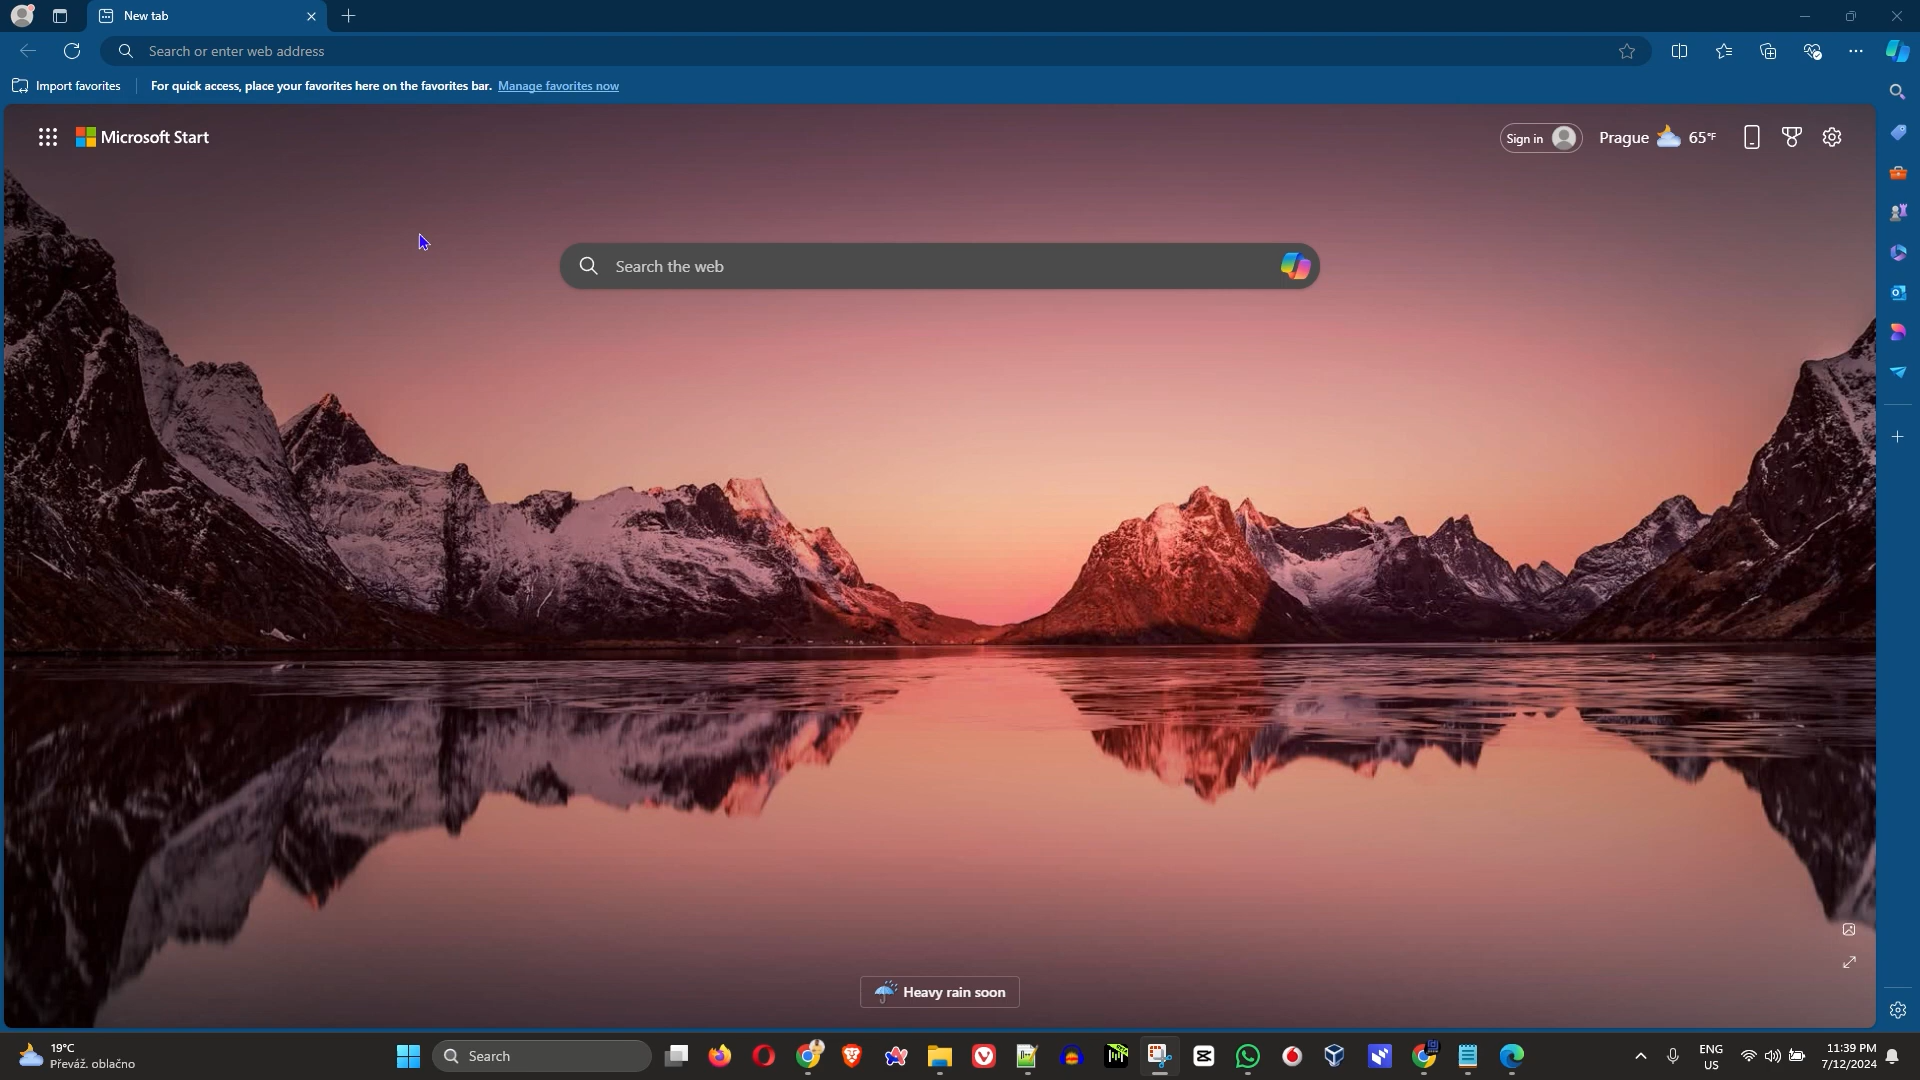 New tab
Search or enter web address
Import favorites
For quick access, place your favorites here on the favorites bar. Manage favorites now
Microsoft Start
Sign in
Prague 65°F
Search the web
Heavy rain soon
19°C
Převáž. oblačno
Search
ENG
US
11:39 PM
7/12/2024